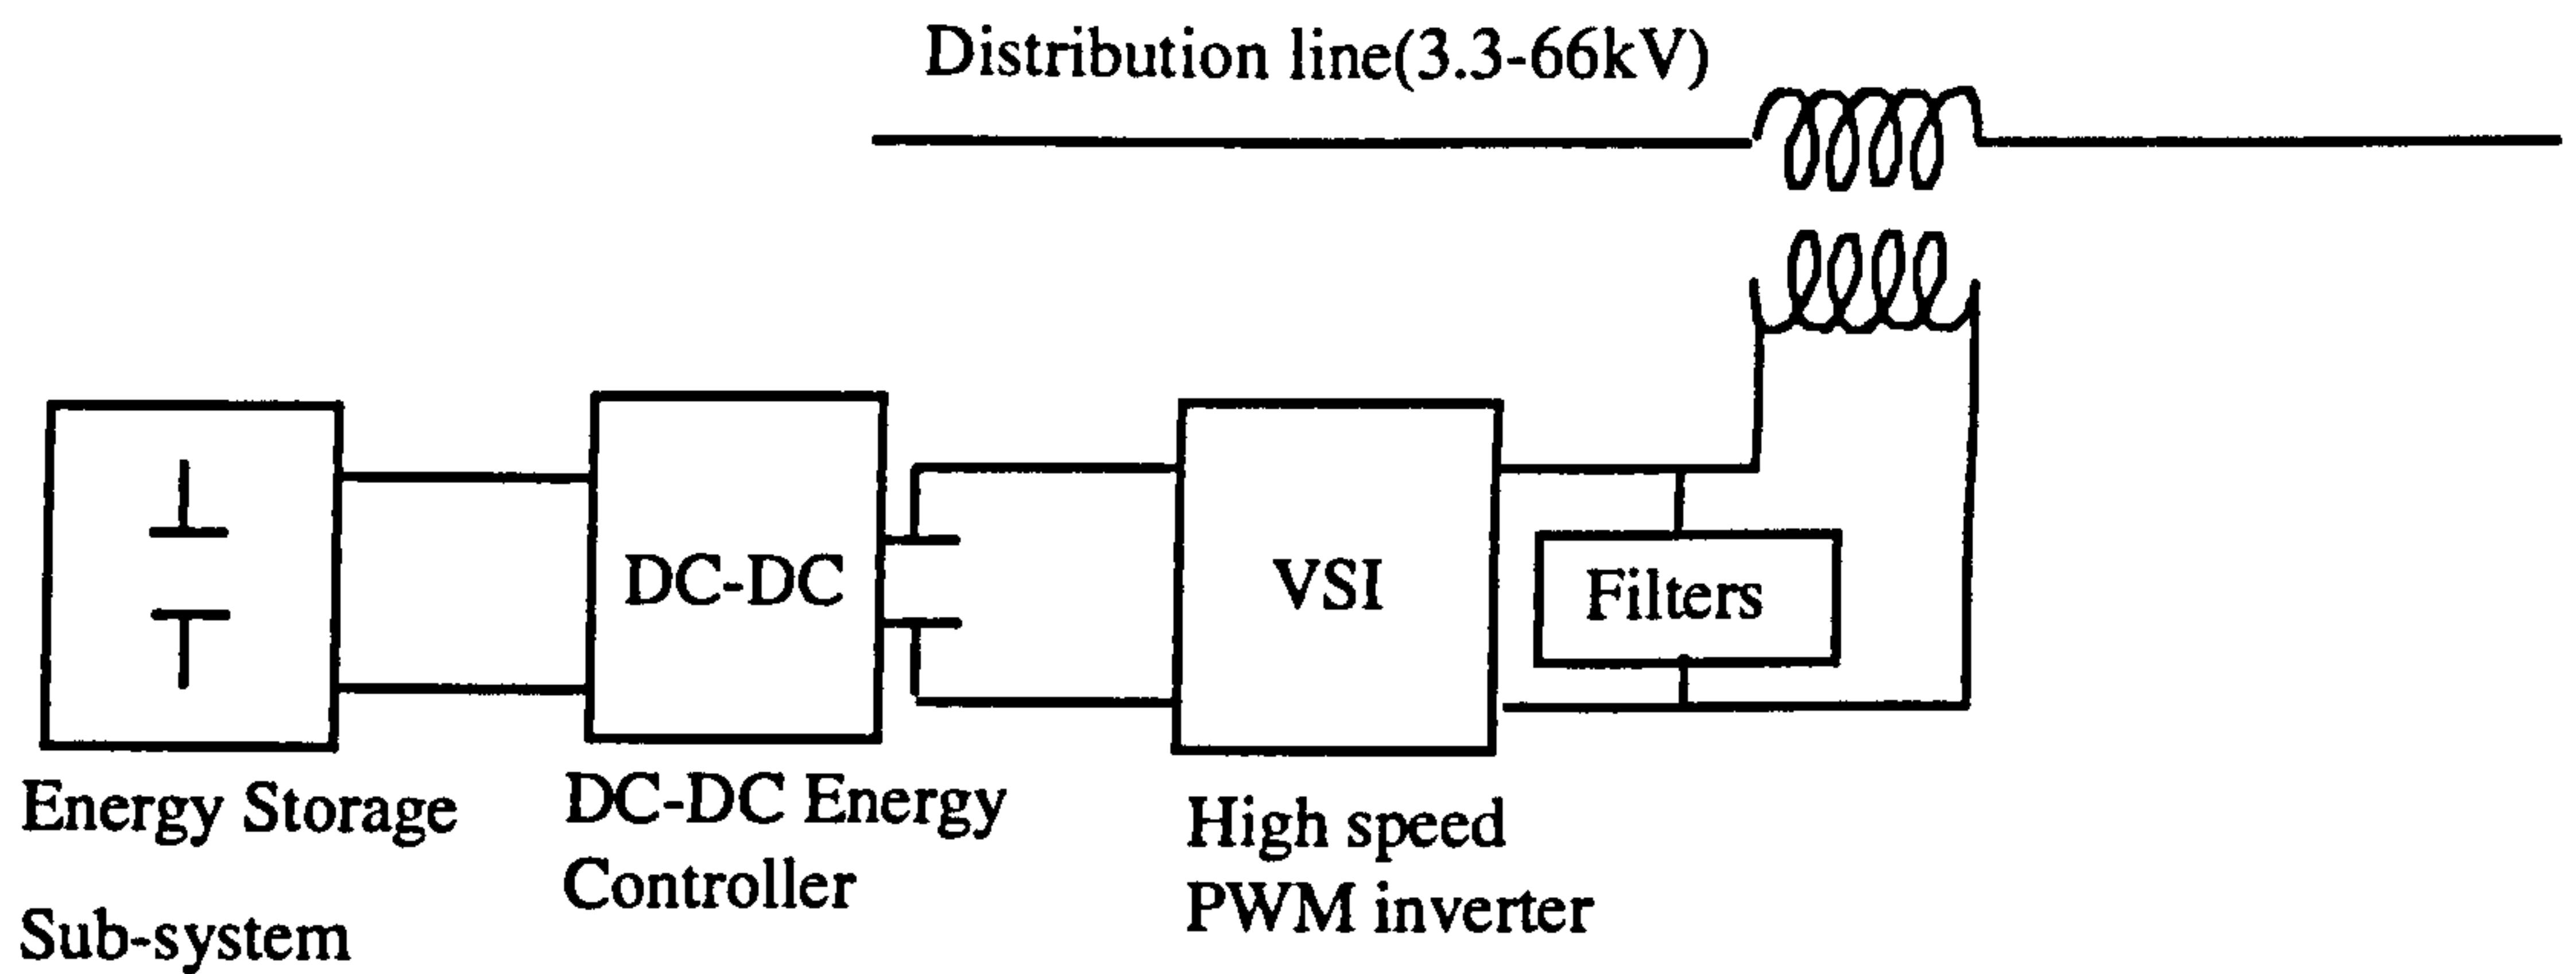 Distribution line(3.3-66kV)
DC-DC
VSI
Filters
Energy Storage
Sub-system
DC-DC Energy
Controller
High speed
PWM inverter